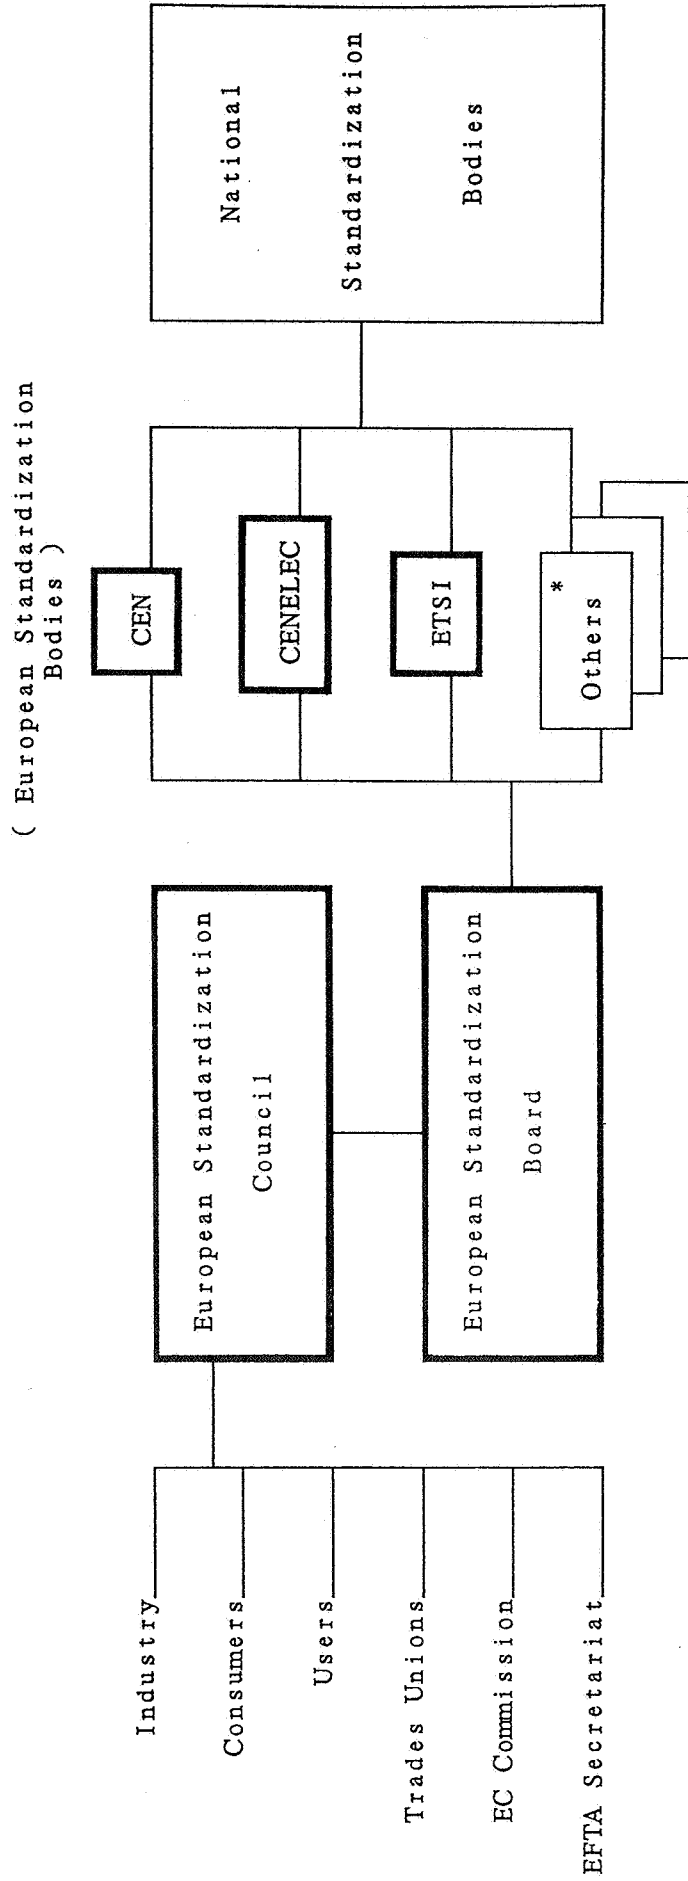 Industry
Consumers
Users
Trades Unions
EC Commission
EFTA Secretariat
European Standardization
Council
European Standardization
Board
( European Standardization
Bodies )
CEN
CENELEC
ETSI
*
Others
National
Standardization
Bodies